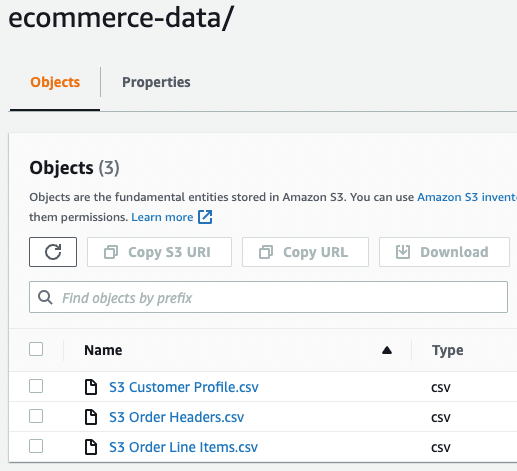 ecommerce-data/
Objects Properties
Objects (3)
Objects are the fundamental entities stored in Amazon S3. You can use Amazon S3 invent
them permissions. Learn more
Copy S3 URI Copy URL Download
Find objects by prefix
Name Type
S3 Customer Profile.csv csv
S3 Order Headers.csv csv
S3 Order Line Items.csv csv